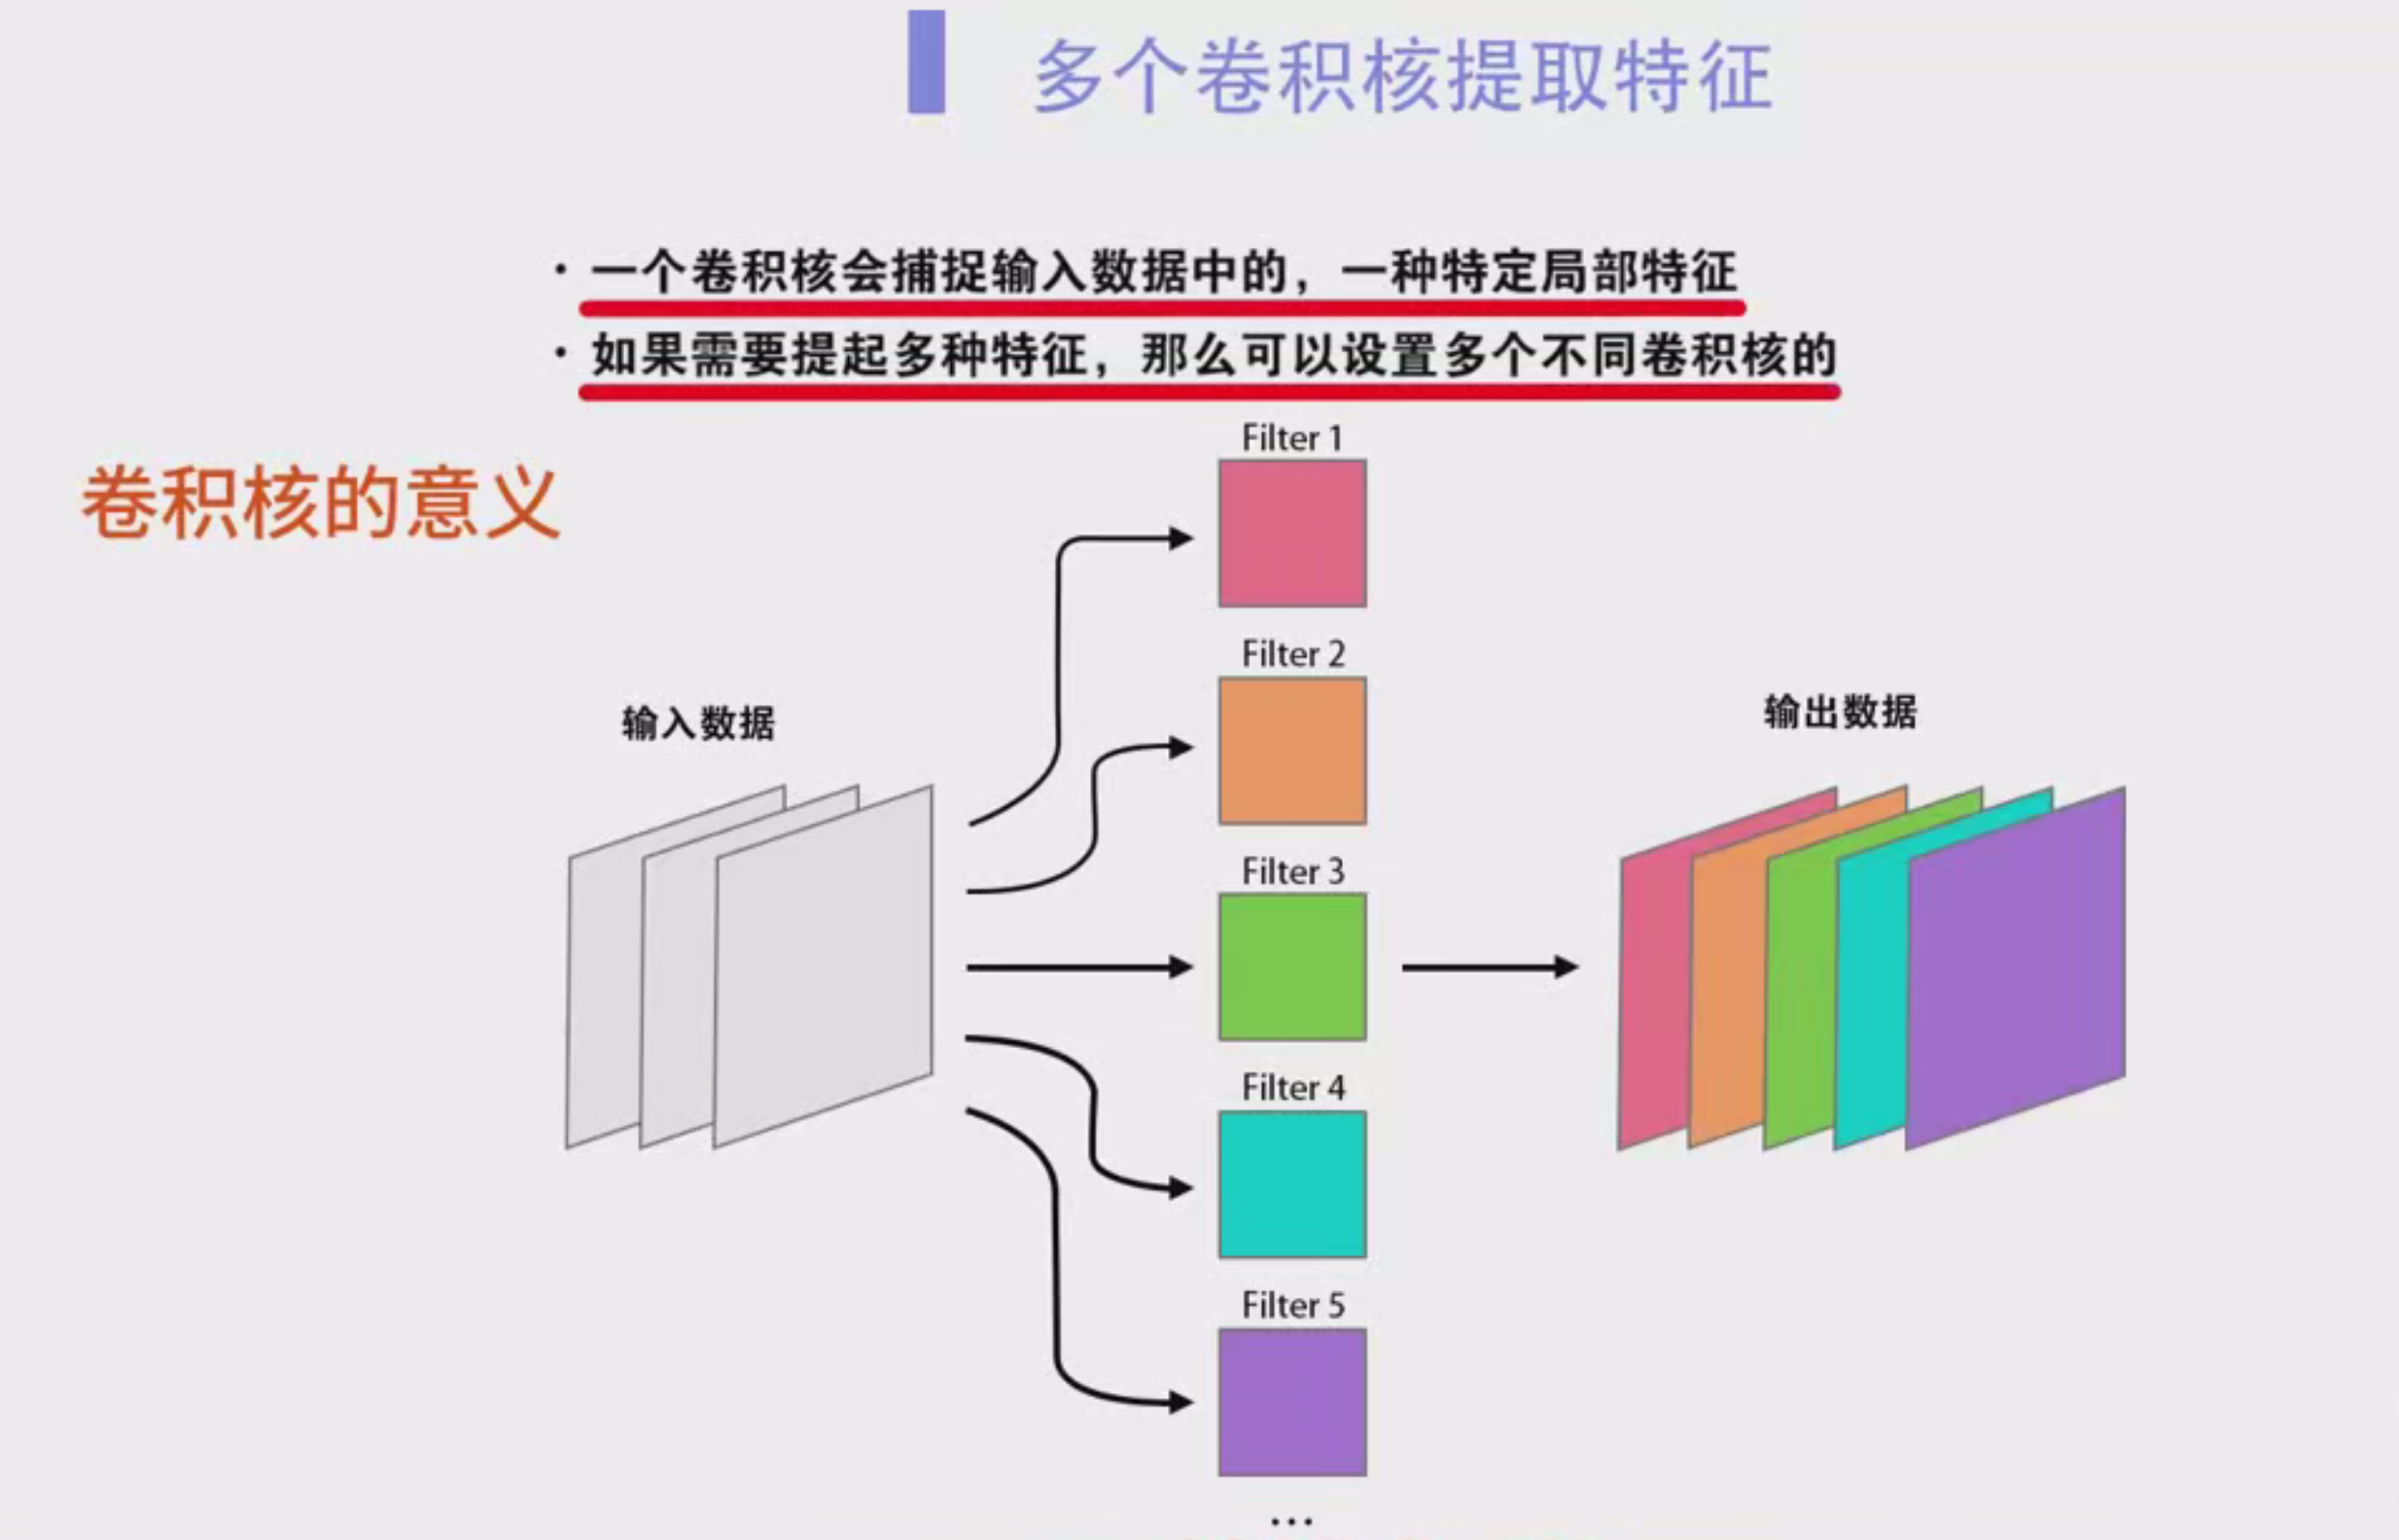 多个卷积核提取特征
· 一个卷积核会捕捉输入数据中的，一种特定局部特征
· 如果需要提起多种特征，那么可以设置多个不同卷积核的
卷积核的意义
Filter 1
Filter 2
输入数据
输出数据
Filter 3
Filter 4
Filter 5
...